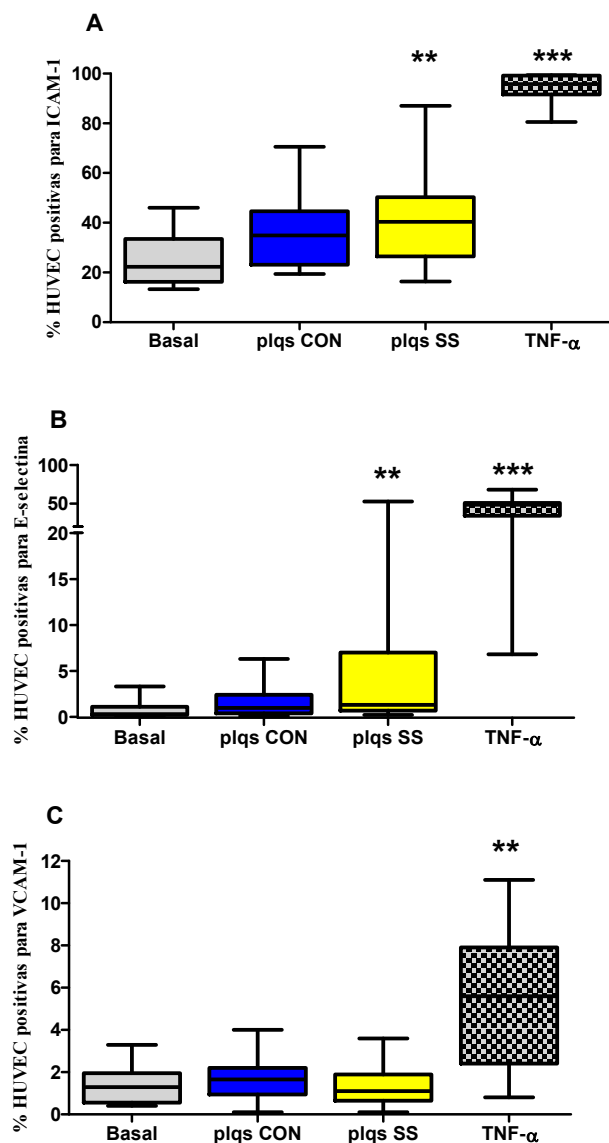 A
% HUVEC positivas para ICAM-1
100
80
60
40
20
0
** ***
Basal plqs CON plqs SS TNF-α
B
% HUVEC positivas para E-selectina
100
50
20
15
10
5
0
** ***
Basal plqs CON plqs SS TNF-α
C
% HUVEC positivas para VCAM-1
12
10
8
6
4
2
0
**
Basal plqs CON plqs SS TNF-α